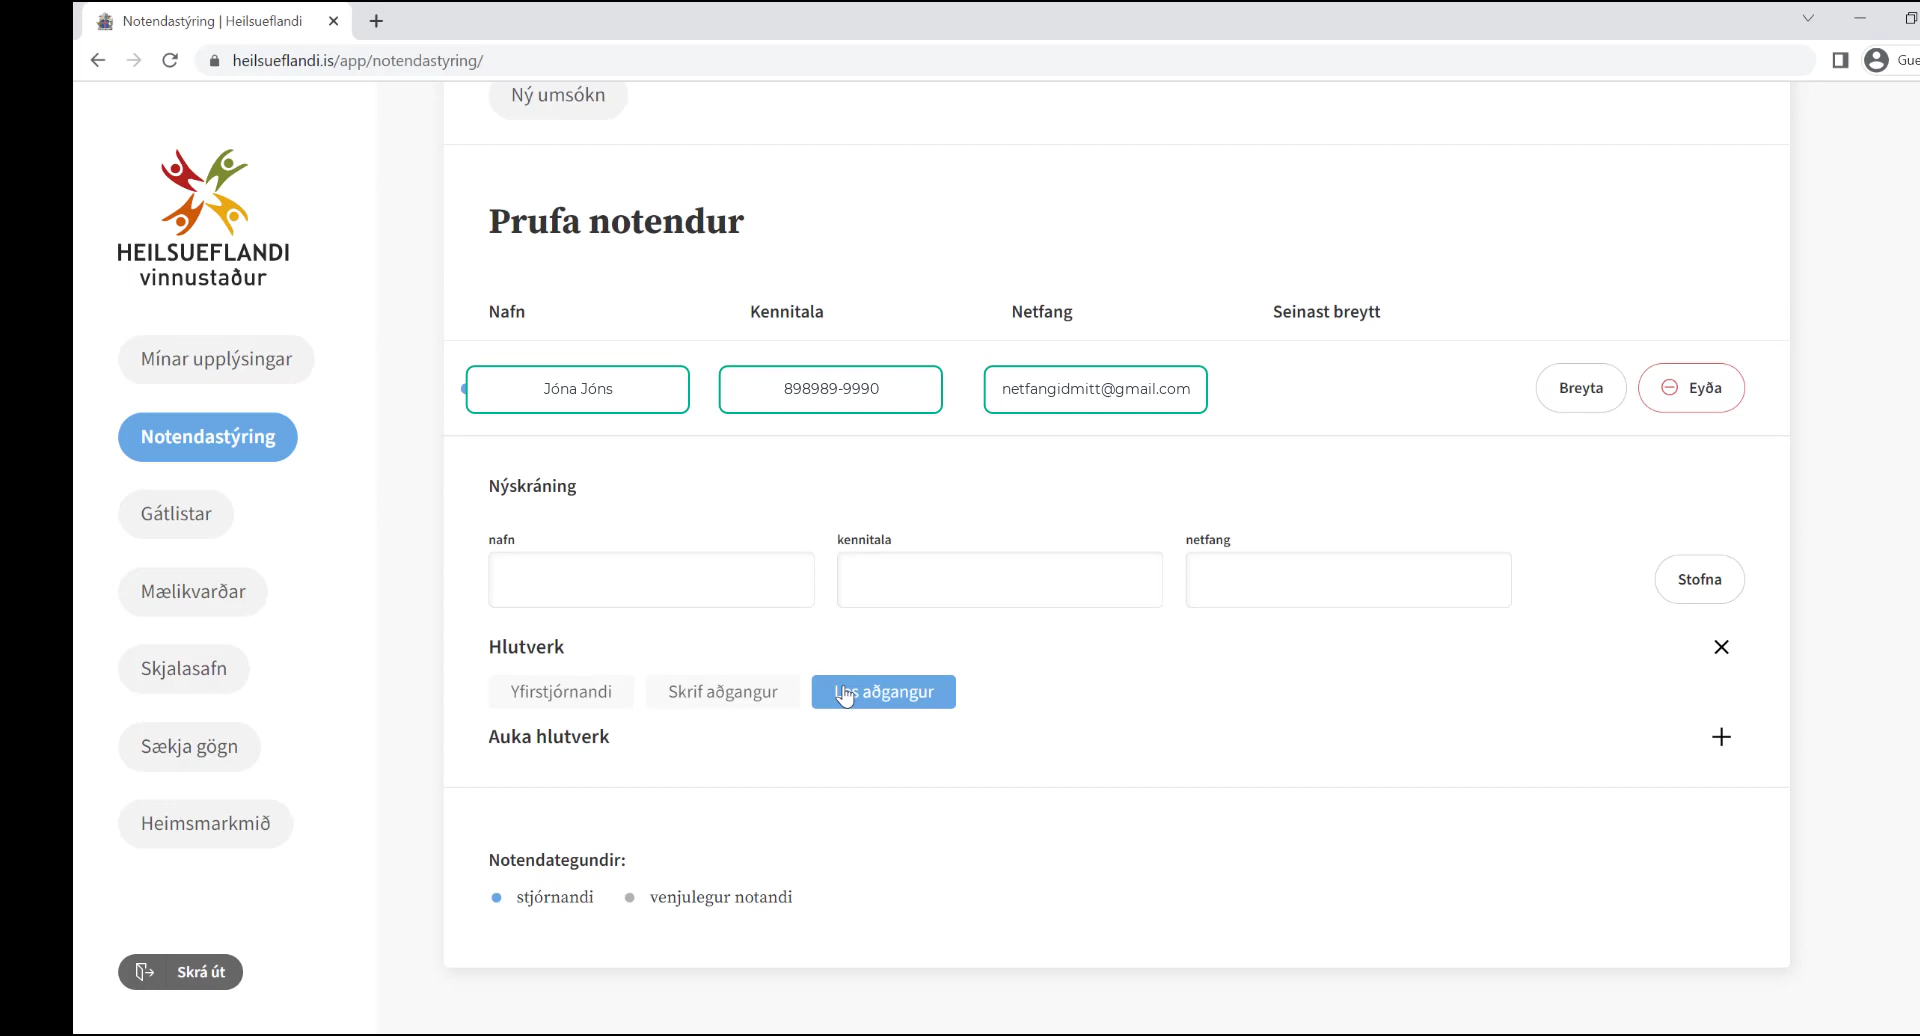 Notendastýring | Heilsueflandi
heilsueflandi.is/app/notendastyring/
Ný umsókn
HEILSUEFLANDI
vinnustaður
Mínar upplýsingar
Notendastýring
Gátlistar
Mælikvarðar
Skjalasafn
Sækja gögn
Heimsmarkmið
Skrá út
Prufa notendur
Nafn Kennitala Netfang Seinast breytt
Jóna Jóns 898989-9990 netfangidmitt@gmail.com Breyta Eyða
Nýskráning
nafn kennitala netfang
Stofna
Hlutverk
Yfirstjórnandi Skrif aðgangur aðgangur
Auka hlutverk
Notendategundir:
stjórnandi venjulegur notandi